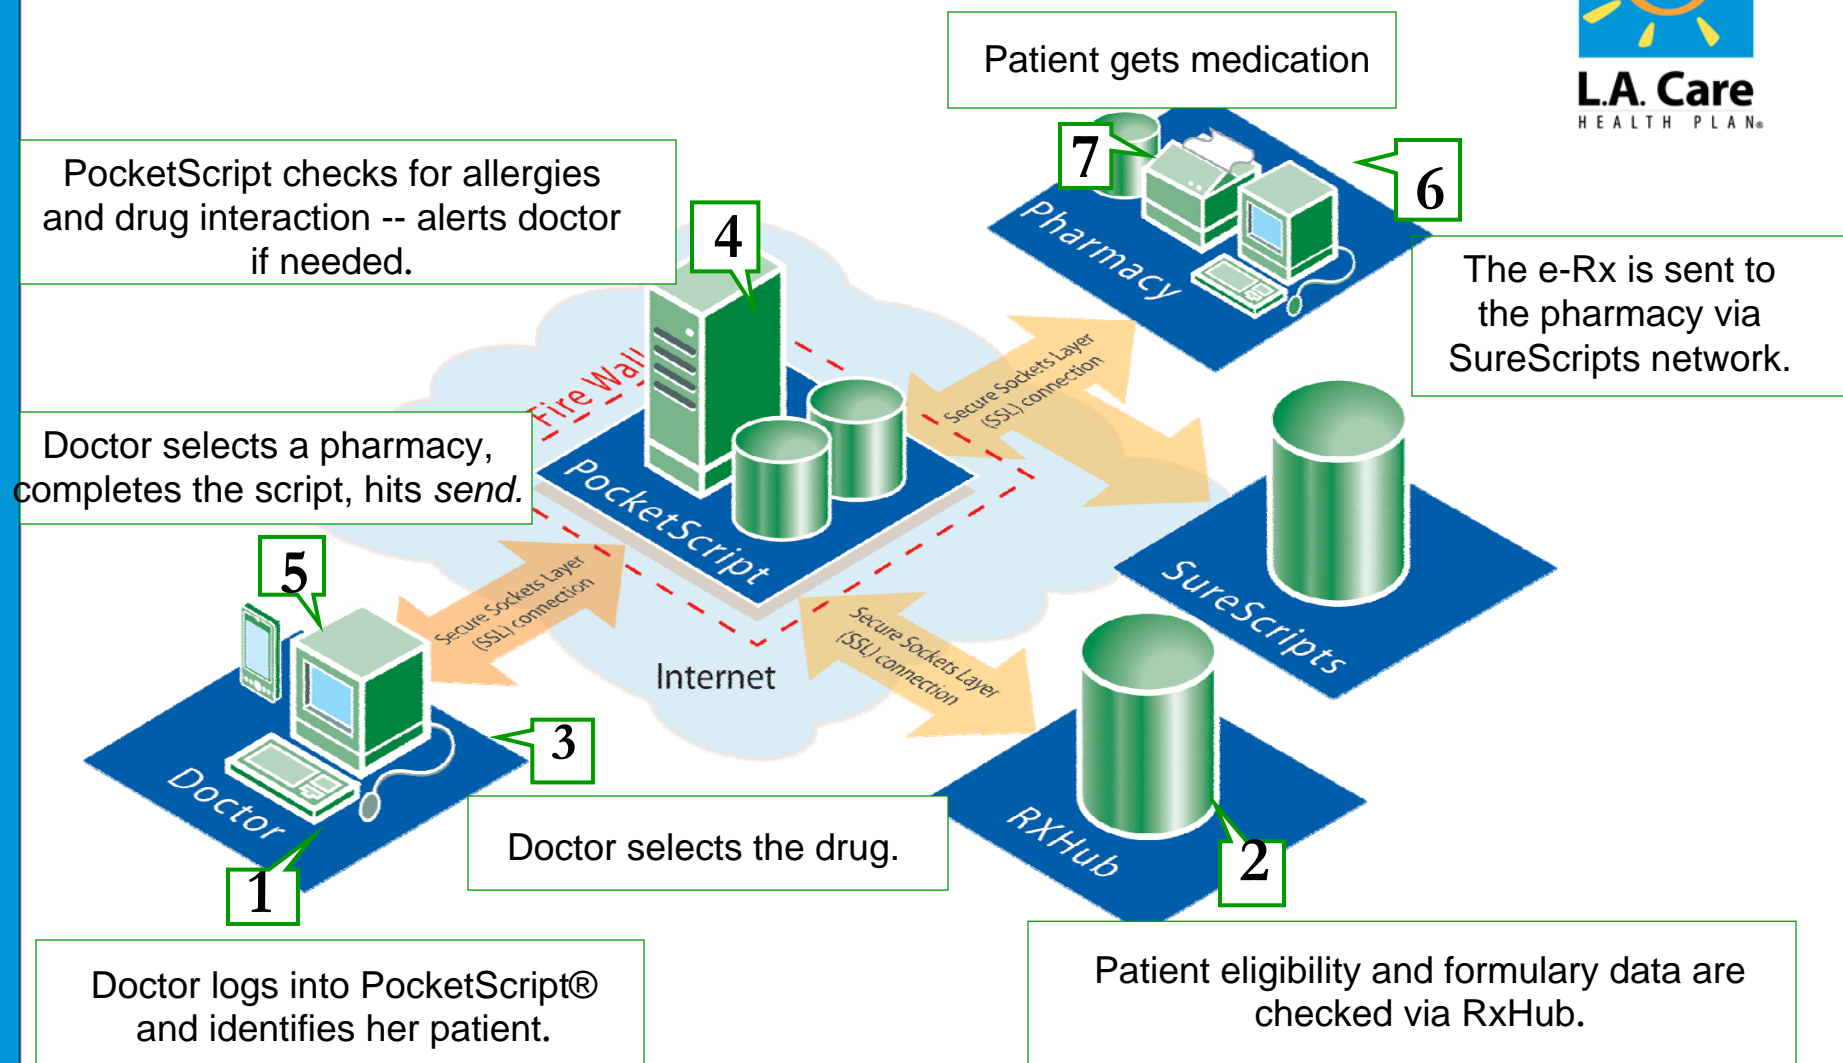 Patient gets medication
L.A. Care
HEALTH PLAN®
PocketScript checks for allergies
and drug interaction -- alerts doctor
if needed.
4
7
6
Pharmacy
The e-Rx is sent to
the pharmacy via
SureScripts network.
Fire Wall
Secure Sockets Layer
(SSL) connection
Doctor selects a pharmacy,
completes the script, hits send.
PocketScript
5
Secure Sockets Layer
(SSL) connection
SureScripts
Internet
Secure Sockets Layer
(SSL) connection
3
Doctor
RXHub
Doctor selects the drug.
2
1
Doctor logs into PocketScript®
and identifies her patient.
Patient eligibility and formulary data are
checked via RxHub.